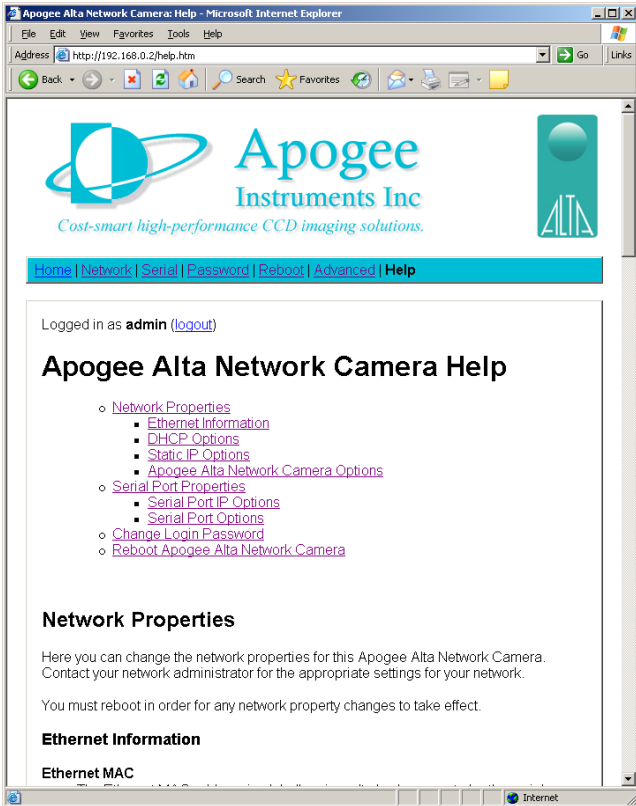 Apogee Alta Network Camera: Help - Microsoft Internet Explorer
File Edit View Favorites Tools Help
Address http://192.168.0.2/help.htm Go Links
Back Search Favorites
Apogee
Instruments Inc
Cost-smart high-performance CCD imaging solutions.
ALTA
Home | Network | Serial | Password | Reboot | Advanced | Help
Logged in as admin (logout)
Apogee Alta Network Camera Help
Network Properties
Ethernet Information
DHCP Options
Static IP Options
Apogee Alta Network Camera Options
Serial Port Properties
Serial Port IP Options
Serial Port Options
Change Login Password
Reboot Apogee Alta Network Camera
Network Properties
Here you can change the network properties for this Apogee Alta Network Camera.
Contact your network administrator for the appropriate settings for your network.
You must reboot in order for any network property changes to take effect.
Ethernet Information
Ethernet MAC
Internet